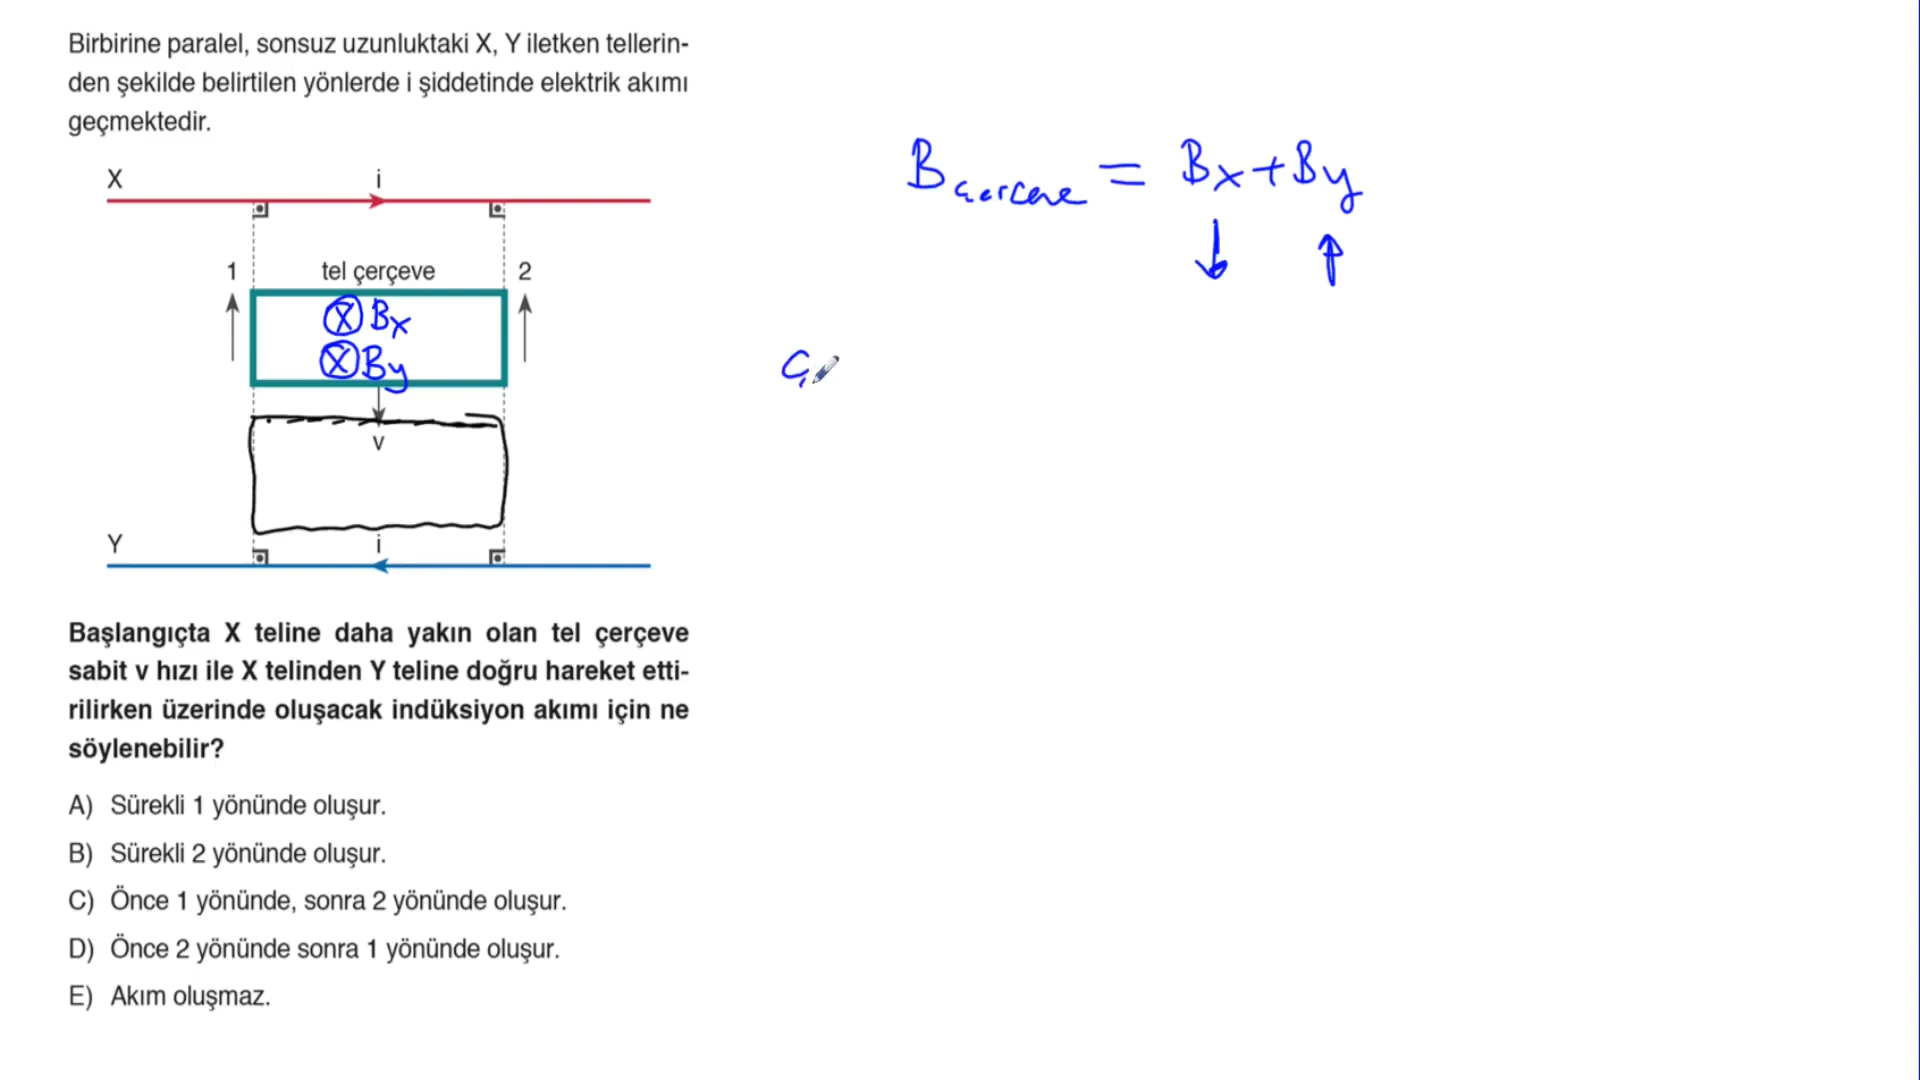 Birbirine paralel, sonsuz uzunluktaki X, Y iletken tellerin-
den şekilde belirtilen yönlerde i şiddetinde elektrik akımı
geçmektedir.
X i
1 tel çerçeve 2
⊗ Bx
⊗ By
v
Y i
Başlangıçta X teline daha yakın olan tel çerçeve
sabit v hızı ile X telinden Y teline doğru hareket etti-
rilirken üzerinde oluşacak indüksiyon akımı için ne
söylenebilir?
A) Sürekli 1 yönünde oluşur.
B) Sürekli 2 yönünde oluşur.
C) Önce 1 yönünde, sonra 2 yönünde oluşur.
D) Önce 2 yönünde sonra 1 yönünde oluşur.
E) Akım oluşmaz.
Bçerçeve = Bx + By
↓ ↑
Ç